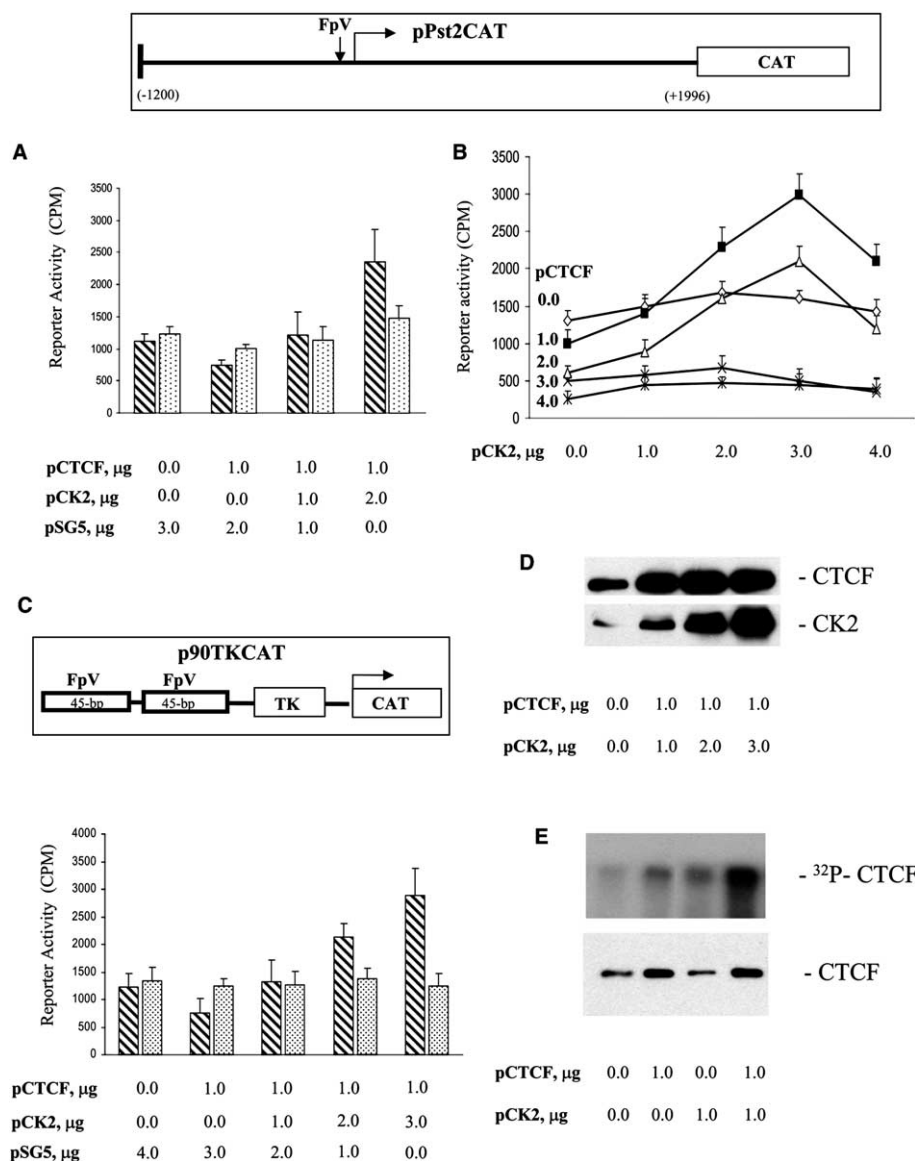 FpV
pPst2CAT
CAT
(-1200)
(+1996)
A
Reporter Activity (CPM)
3500
3000
2500
2000
1500
1000
500
0
pCTCF, µg 0.0 1.0 1.0 1.0
pCK2, µg 0.0 0.0 1.0 2.0
pSG5, µg 3.0 2.0 1.0 0.0
B
Reporter activity (CPM)
3500
3000
2500
2000
1500
1000
500
0
pCTCF
0.0
1.0
2.0
3.0
4.0
pCK2, µg 0.0 1.0 2.0 3.0 4.0
C
p90TKCAT
FpV FpV
45-bp 45-bp TK CAT
Reporter Activity (CPM)
4000
3500
3000
2500
2000
1500
1000
500
0
pCTCF, µg 0.0 1.0 1.0 1.0 1.0
pCK2, µg 0.0 0.0 1.0 2.0 3.0
pSG5, µg 4.0 3.0 2.0 1.0 0.0
D
- CTCF
- CK2
pCTCF, µg 0.0 1.0 1.0 1.0
pCK2, µg 0.0 1.0 2.0 3.0
E
- ³²P- CTCF
- CTCF
pCTCF, µg 0.0 1.0 0.0 1.0
pCK2, µg 0.0 0.0 1.0 1.0